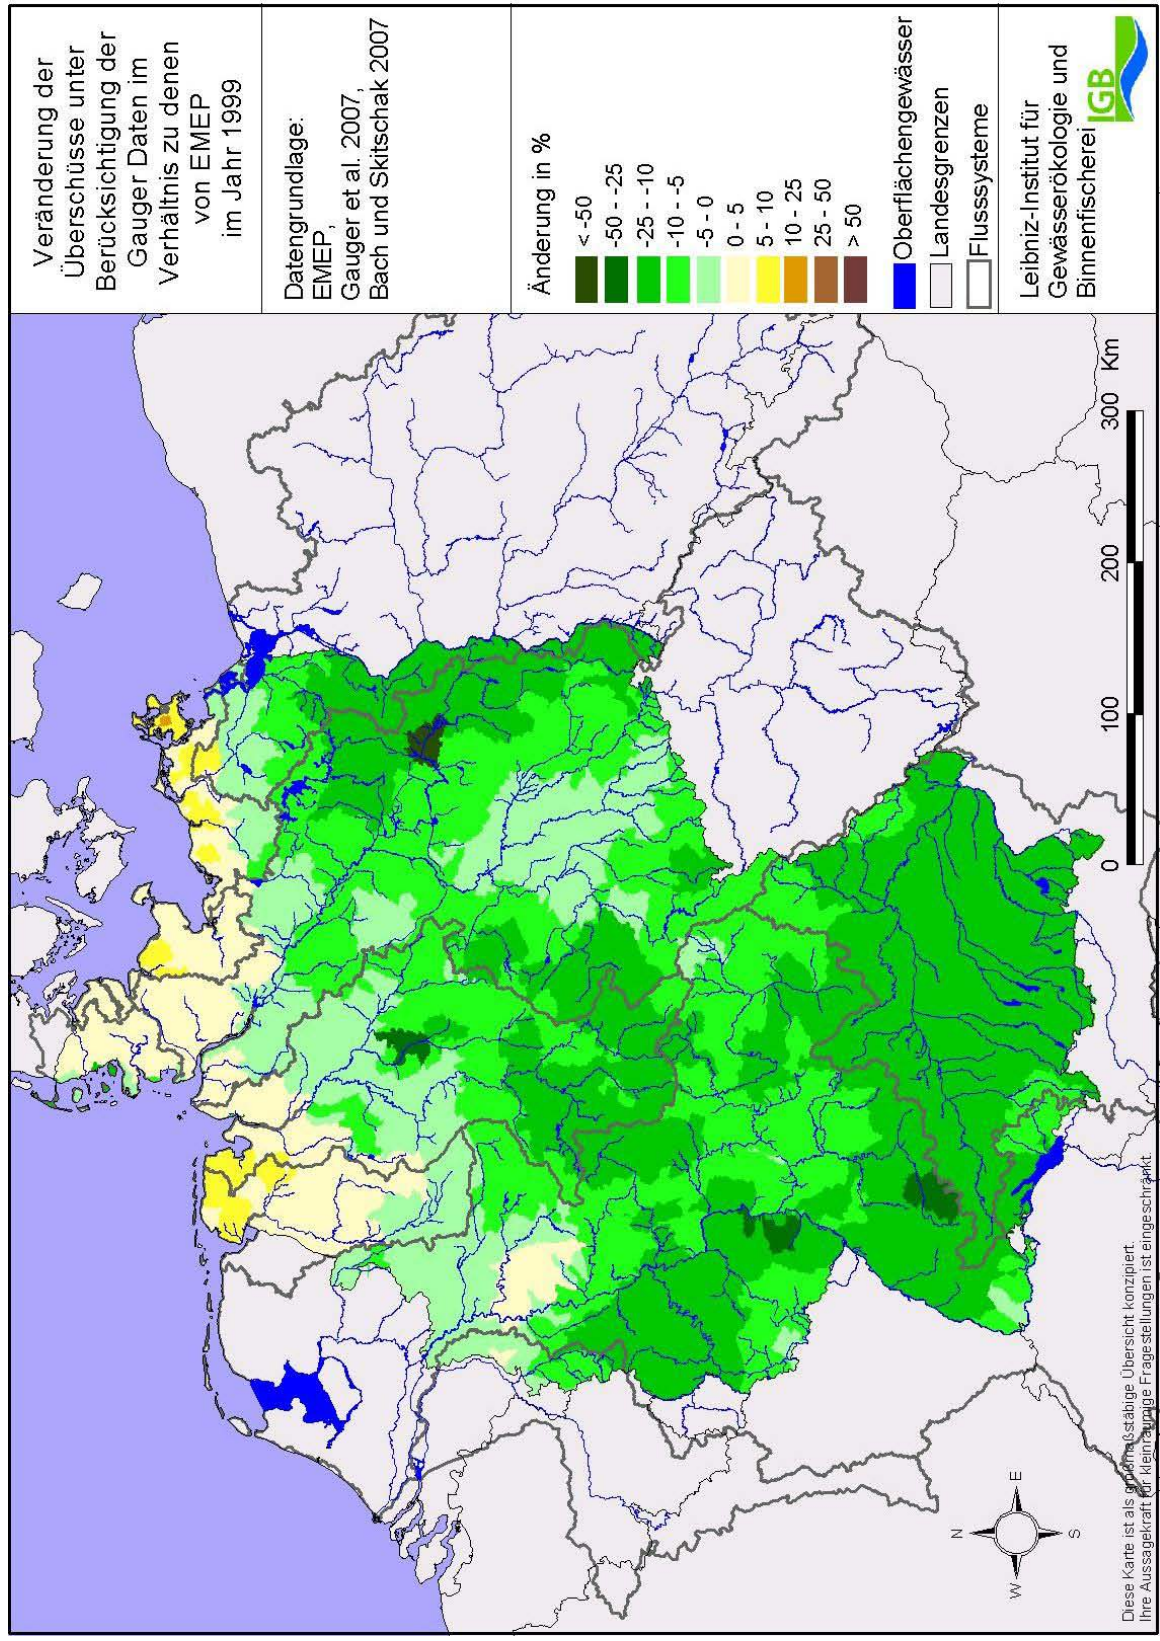 Veränderung der
Überschüsse unter
Berücksichtigung der
Gauger Daten im
Verhältnis zu denen
von EMEP
im Jahr 1999
Datengrundlage:
EMEP,
Gauger et al. 2007,
Bach und Skitschak 2007
Änderung in %
< -50
-50 - -25
-25 - -10
-10 - -5
-5 - 0
0 - 5
5 - 10
10 - 25
25 - 50
> 50
Oberflächengewässer
Landesgrenzen
Flusssysteme
Leibniz-Institut für
Gewässerökologie und
Binnenfischerei
IGB
0 100 200 300 Km
N
W E
S
Diese Karte ist als großmaßstäbige Übersicht konzipiert.
Ihre Aussagekraft für kleinräumige Fragestellungen ist eingeschränkt.